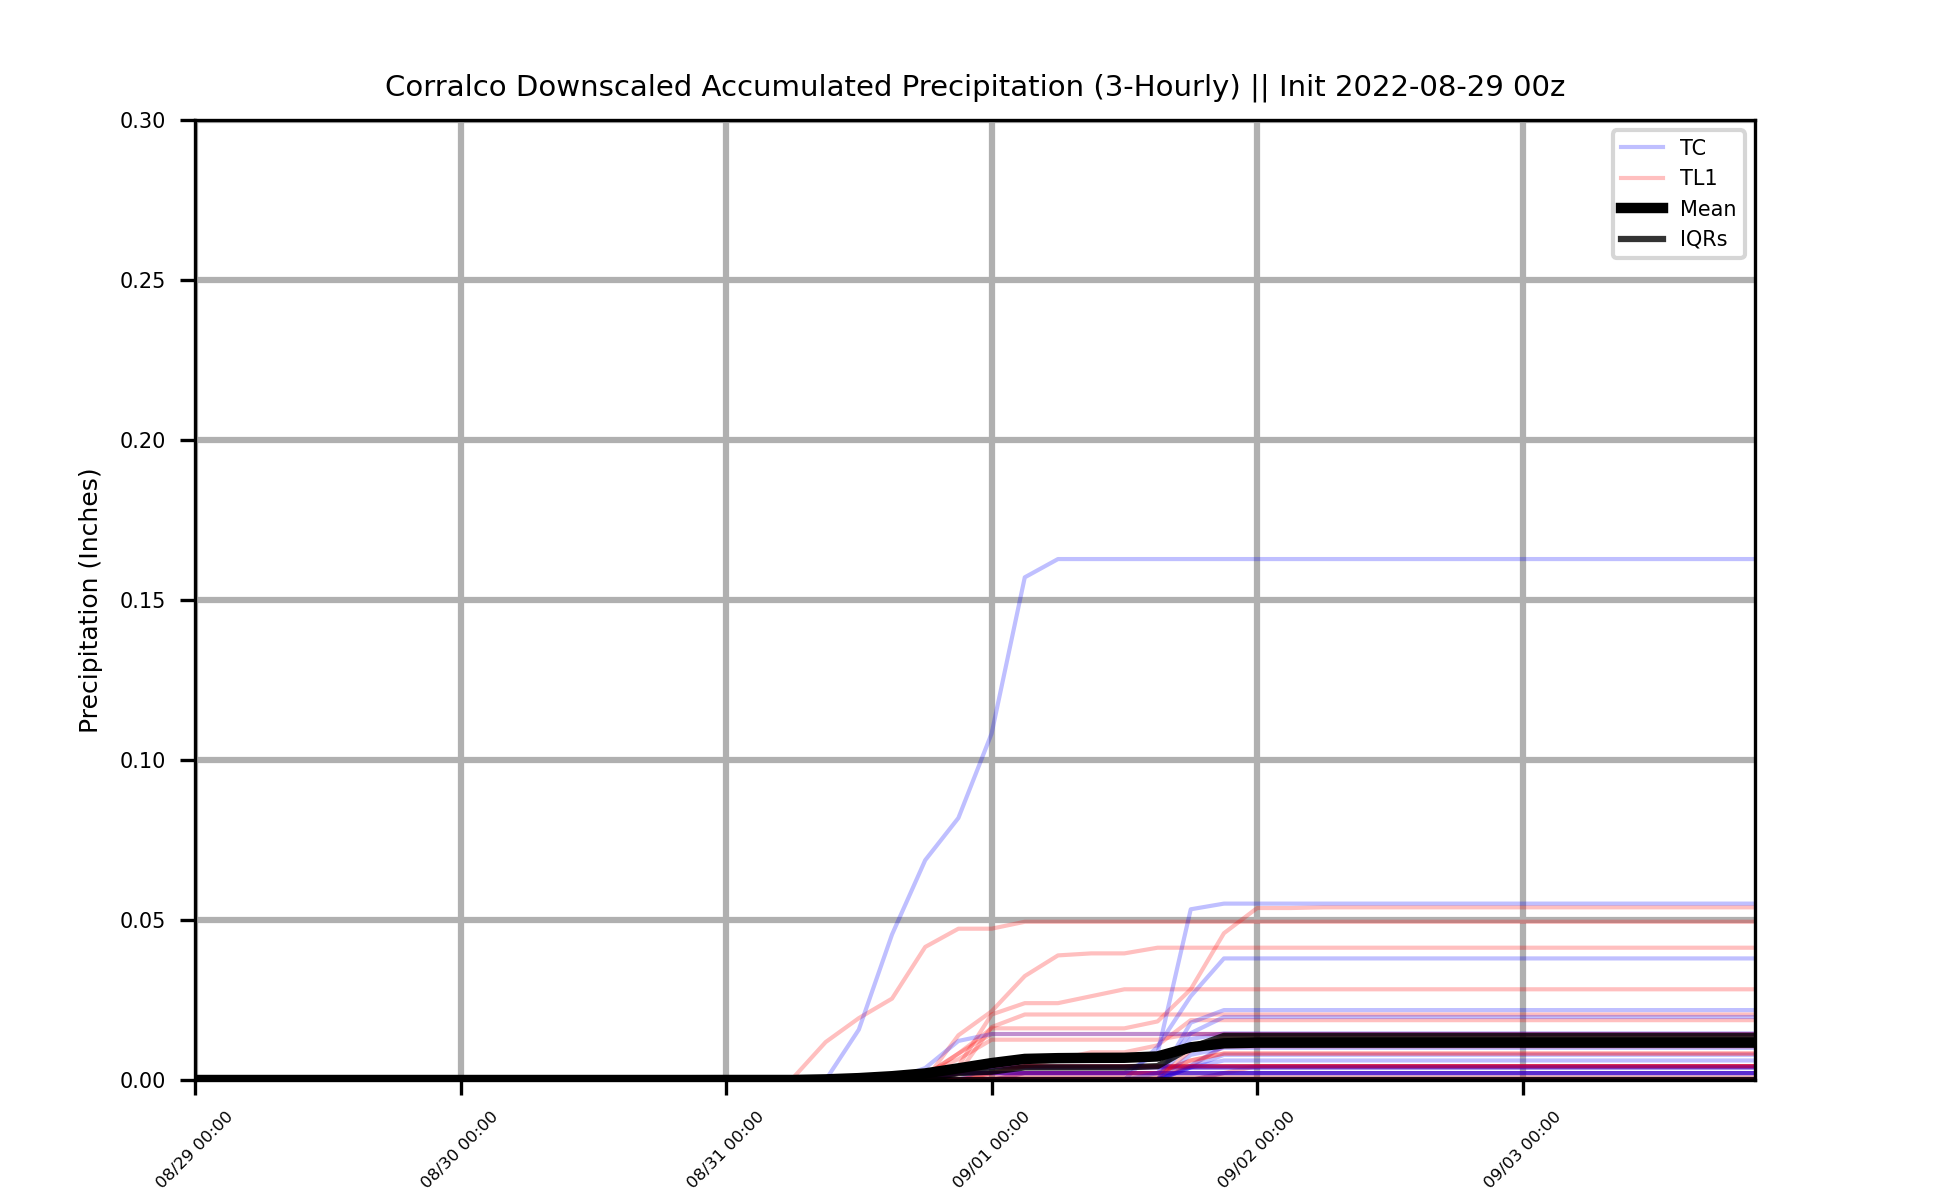 Corralco Downscaled Accumulated Precipitation (3-Hourly) || Init 2022-08-29 00z
0.30
0.25
0.20
0.15
0.10
0.05
0.00
Precipitation (Inches)
TC
TL1
Mean
IQRs
08/29 00:00
08/30 00:00
08/31 00:00
09/01 00:00
09/02 00:00
09/03 00:00